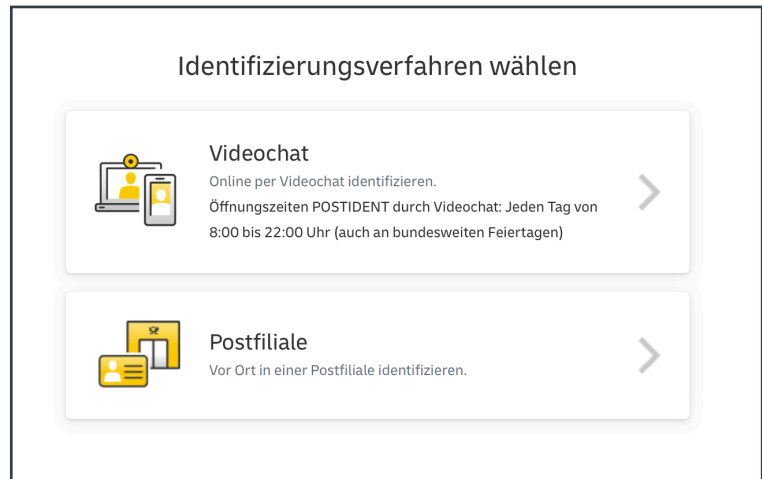 Identifizierungsverfahren wählen
Videochat
Online per Videochat identifizieren.
Öffnungszeiten POSTIDENT durch Videochat: Jeden Tag von
8:00 bis 22:00 Uhr (auch an bundesweiten Feiertagen)
Postfiliale
Vor Ort in einer Postfiliale identifizieren.